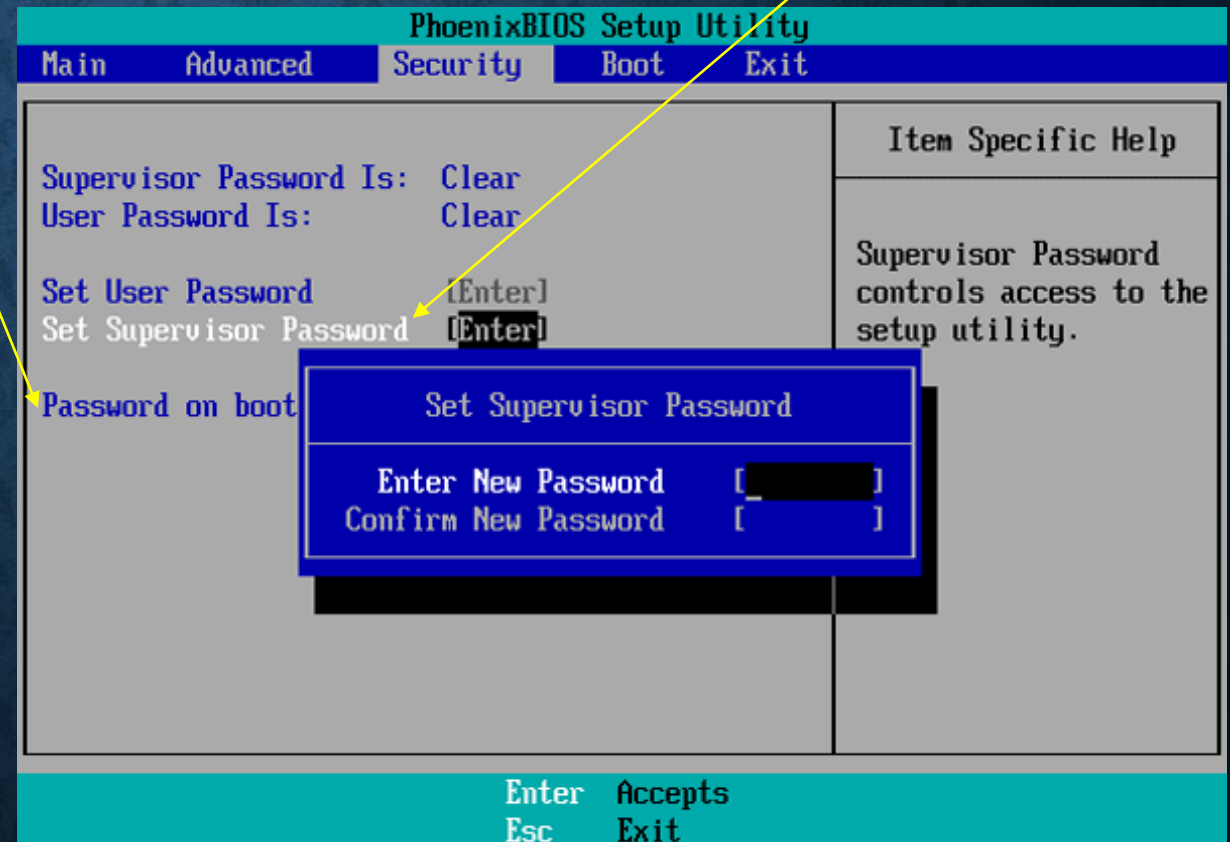 PhoenixBIOS Setup Utility
Main Advanced Security Boot Exit
Item Specific Help
Supervisor Password Is: Clear
User Password Is: Clear
Set User Password [Enter]
Set Supervisor Password [Enter]
Password on boot
Supervisor Password
controls access to the
setup utility.
Set Supervisor Password
Enter New Password [_ ]
Confirm New Password [ ]
Enter Accepts
Esc Exit